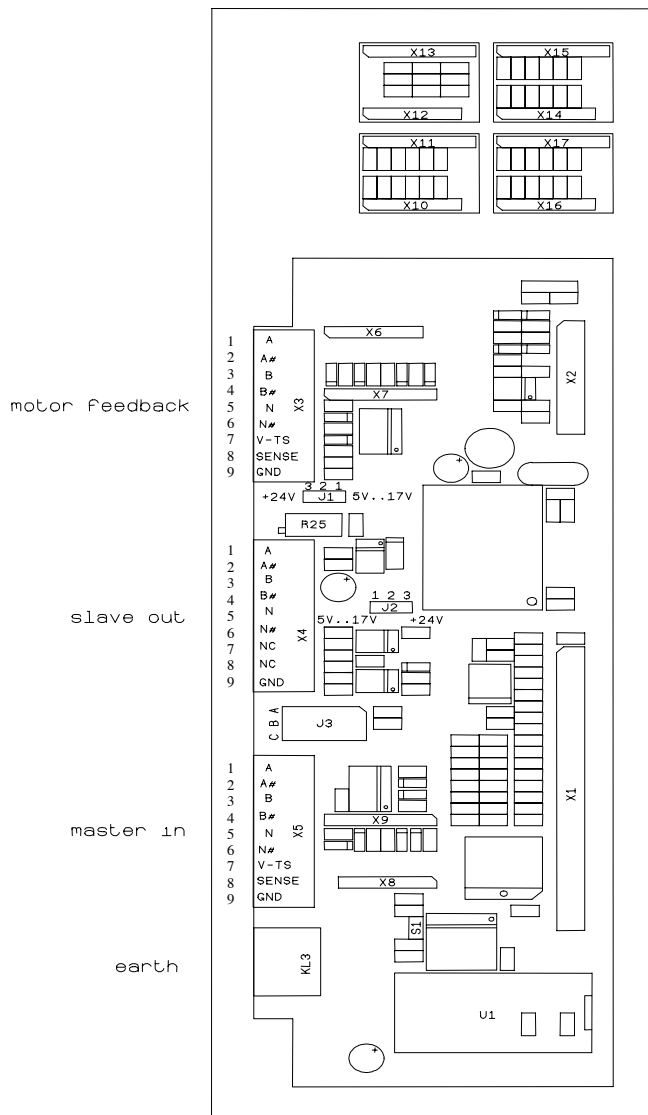 X13
X15
X12
X14
X11
X17
X10
X16
X6
X2
X7
motor feedback
1 A
2 A#
3 B
4 B#
5 N
6 N#
7 V-TS
8 SENSE
9 GND
X3
3 2 1
+24V J1 5V..17V
R25
slave out
1 A
2 A#
3 B
4 B#
5 N
6 N#
7 NC
8 NC
9 GND
X4
1 2 3
J2
5V..17V +24V
C B A
J3
X1
master in
1 A
2 A#
3 B
4 B#
5 N
6 N#
7 V-TS
8 SENSE
9 GND
X5
X9
X8
S1
earth
KL3
U1
+
+
+